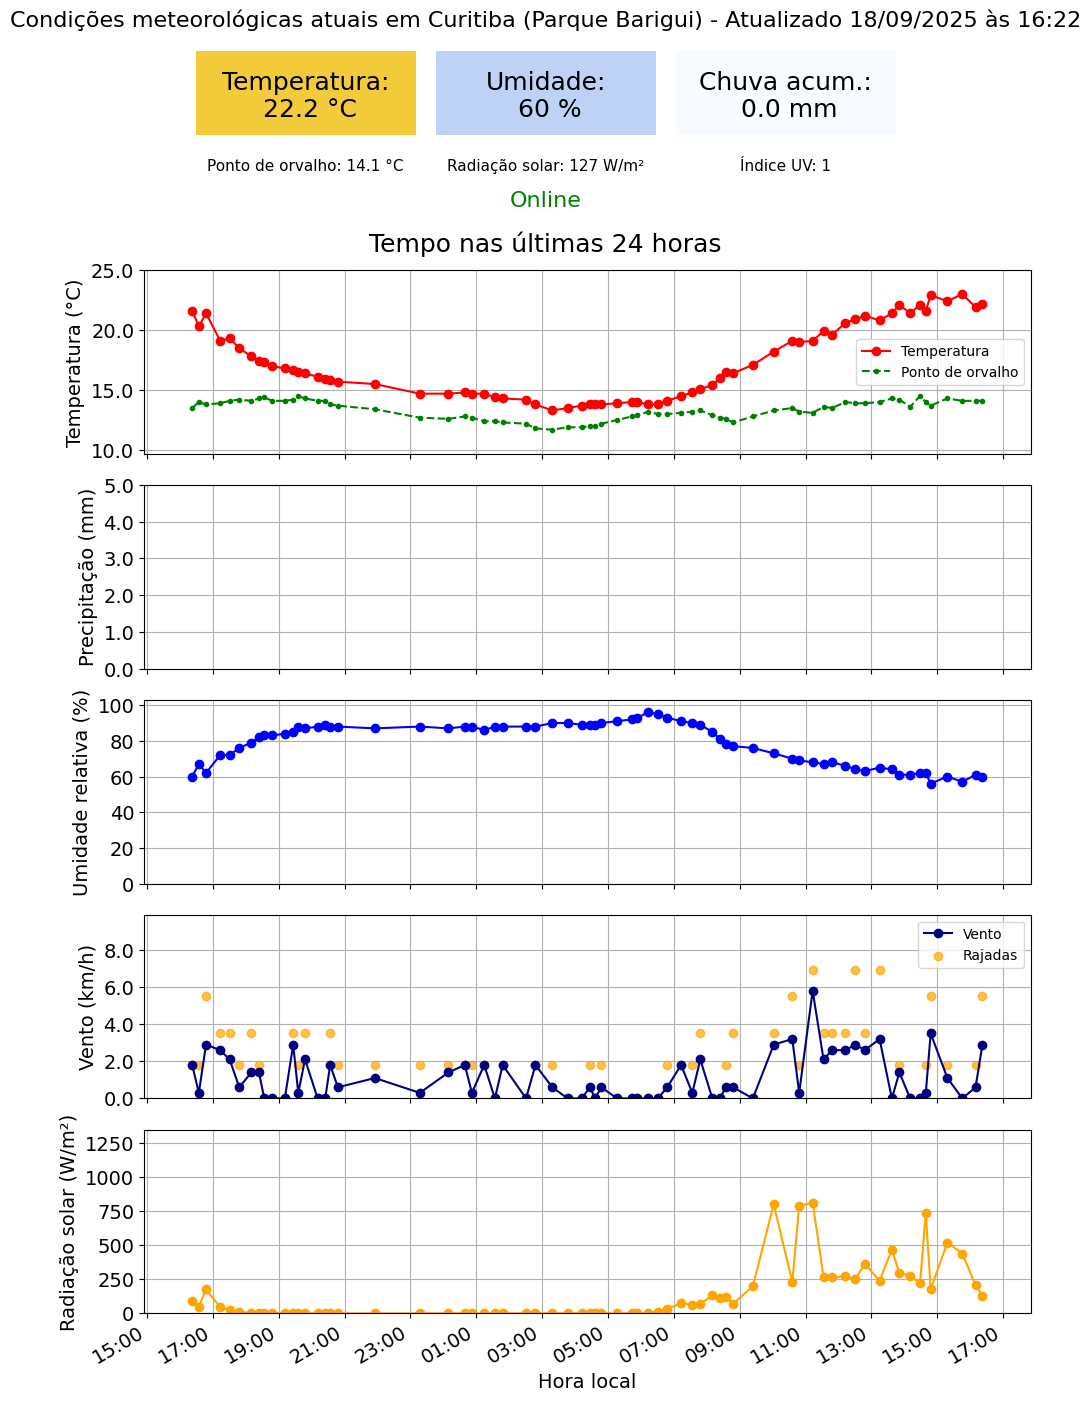 Condições meteorológicas atuais em Curitiba (Parque Barigui) - Atualizado 18/09/2025 às 16:22
Temperatura:
22.2 °C
Umidade:
60 %
Chuva acum.:
0.0 mm
Ponto de orvalho: 14.1 °C
Radiação solar: 127 W/m²
Índice UV: 1
Online
Tempo nas últimas 24 horas
Temperatura (°C)
25.0
20.0
15.0
10.0
Temperatura
Ponto de orvalho
Precipitação (mm)
5.0
4.0
3.0
2.0
1.0
0.0
Umidade relativa (%)
100
80
60
40
20
0
Vento (km/h)
8.0
6.0
4.0
2.0
0.0
Vento
Rajadas
Radiação solar (W/m²)
1250
1000
750
500
250
0
15:00
17:00
19:00
21:00
23:00
01:00
03:00
05:00
07:00
09:00
11:00
13:00
15:00
17:00
Hora local